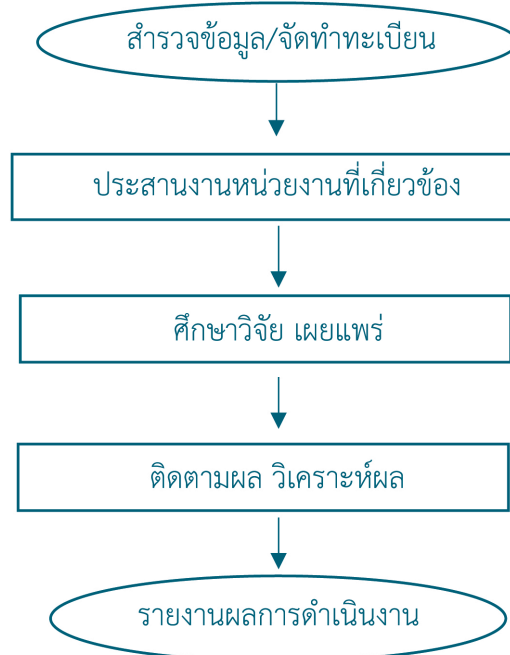 สำรวจข้อมูล/จัดทำทะเบียน
ประสานงานหน่วยงานที่เกี่ยวข้อง
ศึกษาวิจัย เผยแพร่
ติดตามผล วิเคราะห์ผล
รายงานผลการดำเนินงาน